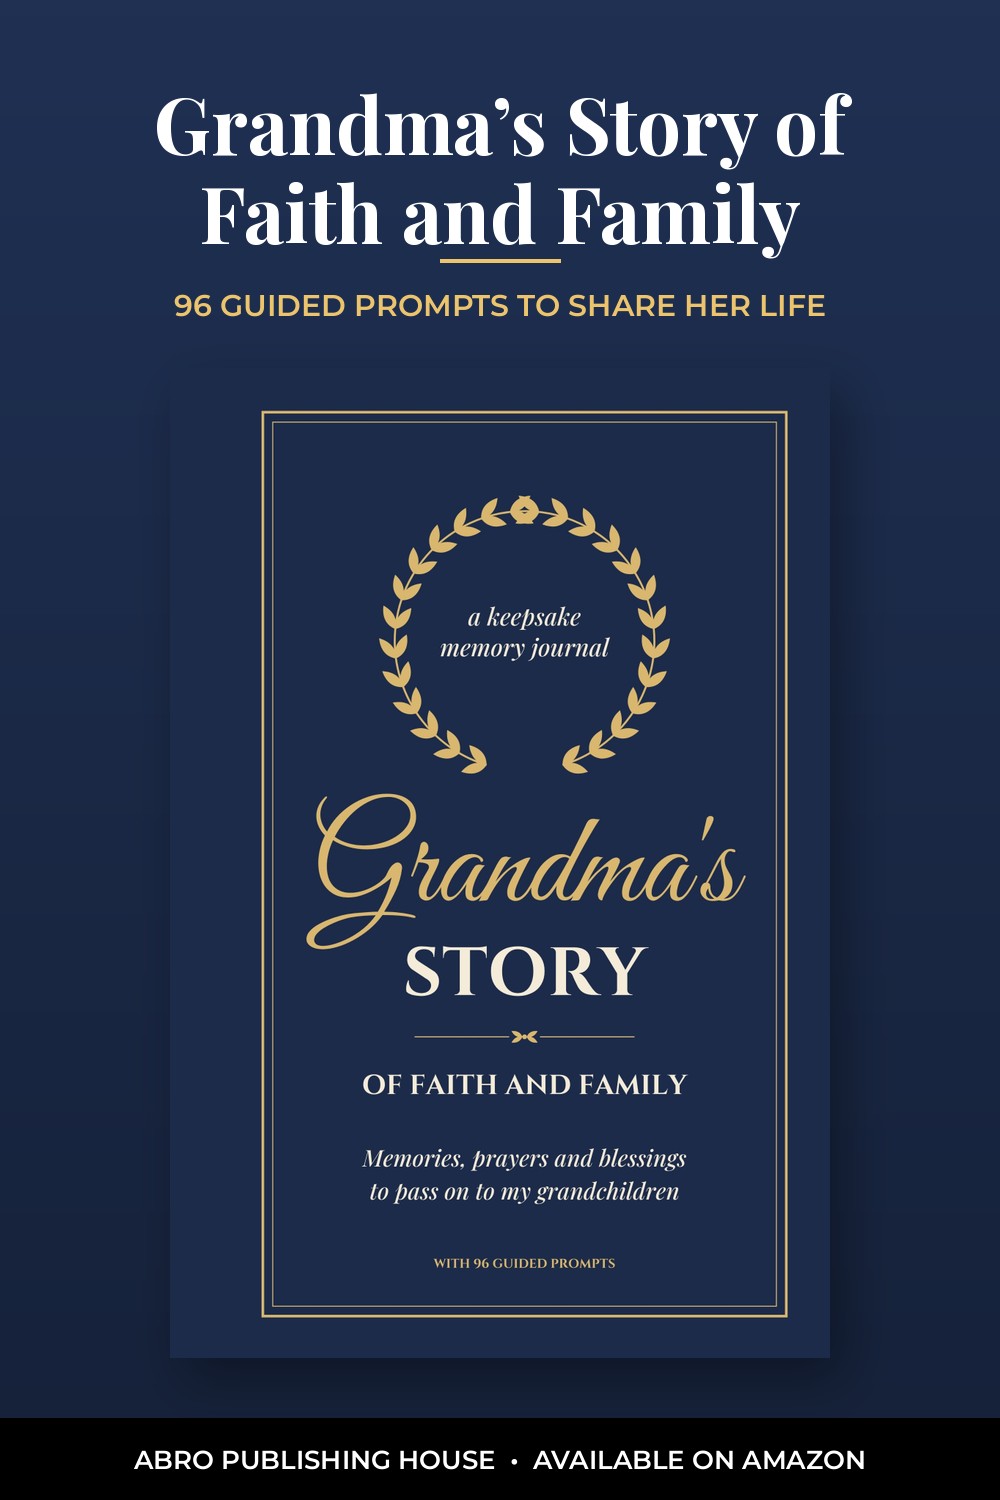 Grandma’s Story of
Faith and Family
96 GUIDED PROMPTS TO SHARE HER LIFE
a keepsake
memory journal
Grandma's
STORY
OF FAITH AND FAMILY
Memories, prayers and blessings
to pass on to my grandchildren
WITH 96 GUIDED PROMPTS
ABRO PUBLISHING HOUSE • AVAILABLE ON AMAZON